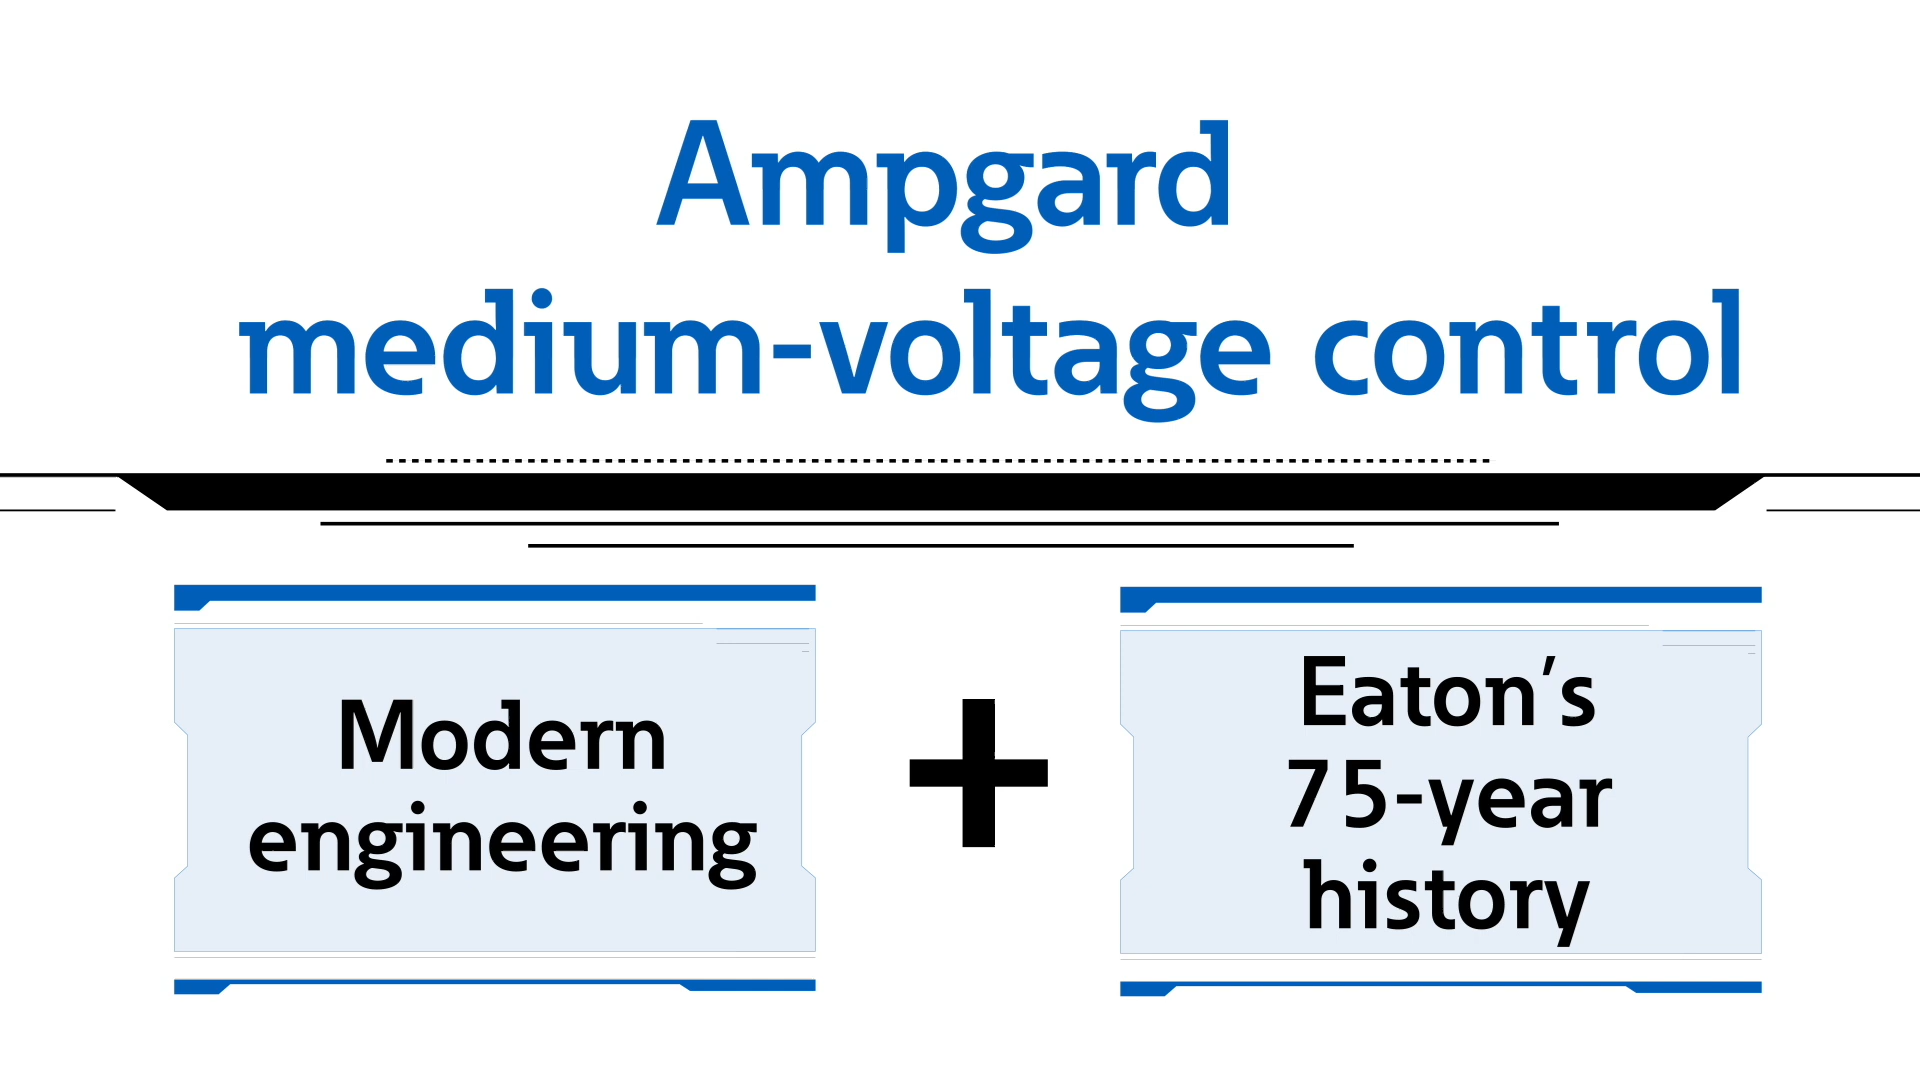 Ampgard
medium-voltage control
Modern
engineering
+
Eaton's
75-year
history